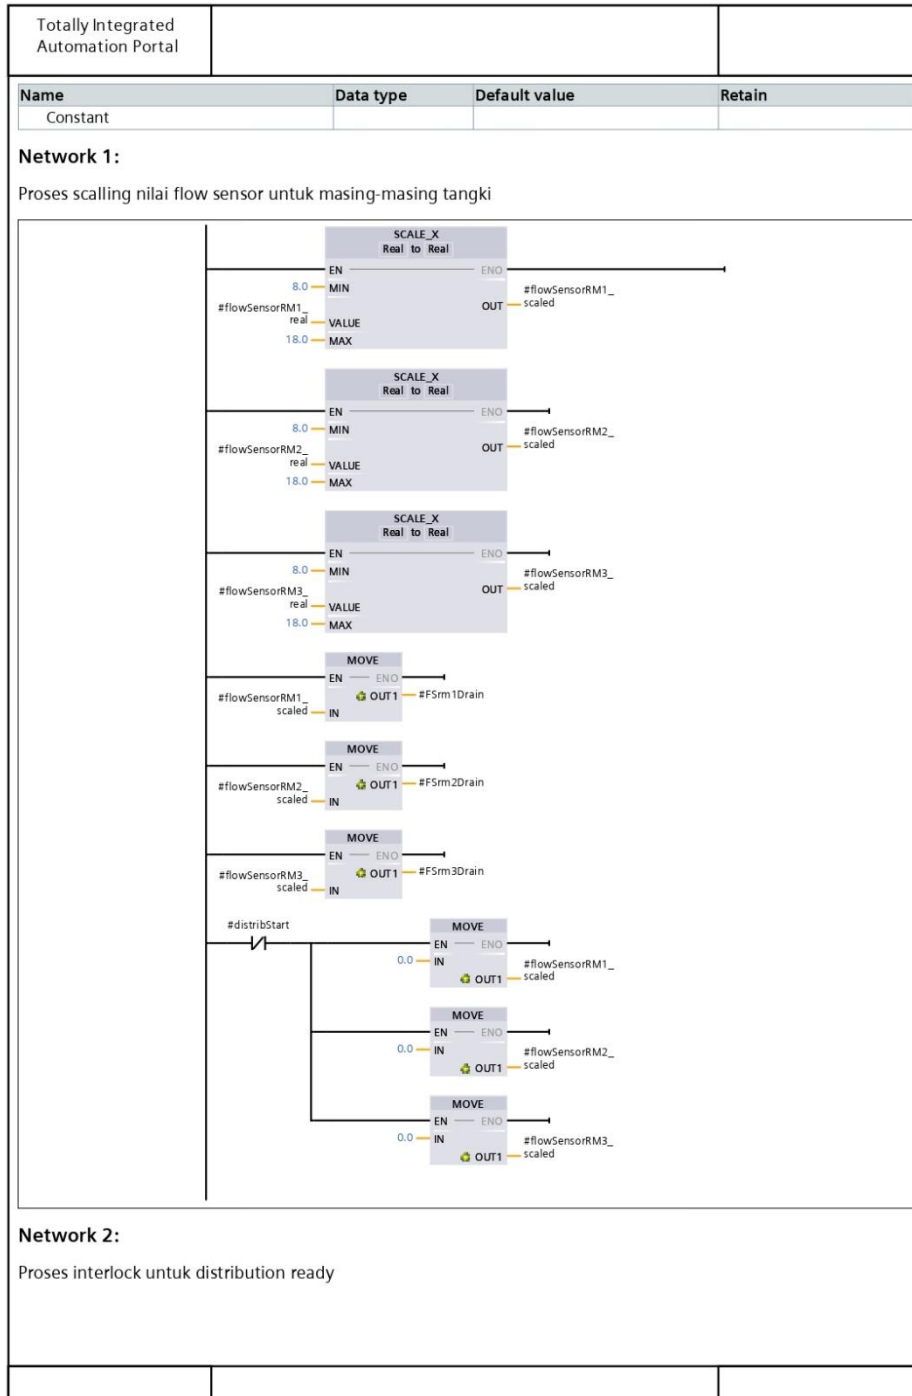 Totally Integrated
Automation Portal
Name Data type Default value Retain
Constant
Network 1:
Proses scalling nilai flow sensor untuk masing-masing tangki
SCALE_X
Real to Real
EN ENO
8.0 MIN
#flowSensorRM1_
real VALUE
18.0 MAX
OUT #flowSensorRM1_
scaled
SCALE_X
Real to Real
EN ENO
8.0 MIN
#flowSensorRM2_
real VALUE
18.0 MAX
OUT #flowSensorRM2_
scaled
SCALE_X
Real to Real
EN ENO
8.0 MIN
#flowSensorRM3_
real VALUE
18.0 MAX
OUT #flowSensorRM3_
scaled
MOVE
EN ENO
OUT1 #FSrm1Drain
#flowSensorRM1_
scaled IN
MOVE
EN ENO
OUT1 #FSrm2Drain
#flowSensorRM2_
scaled IN
MOVE
EN ENO
OUT1 #FSrm3Drain
#flowSensorRM3_
scaled IN
#distribStart
MOVE
EN ENO
0.0 IN
OUT1 #flowSensorRM1_
scaled
MOVE
EN ENO
0.0 IN
OUT1 #flowSensorRM2_
scaled
MOVE
EN ENO
0.0 IN
OUT1 #flowSensorRM3_
scaled
Network 2:
Proses interlock untuk distribution ready